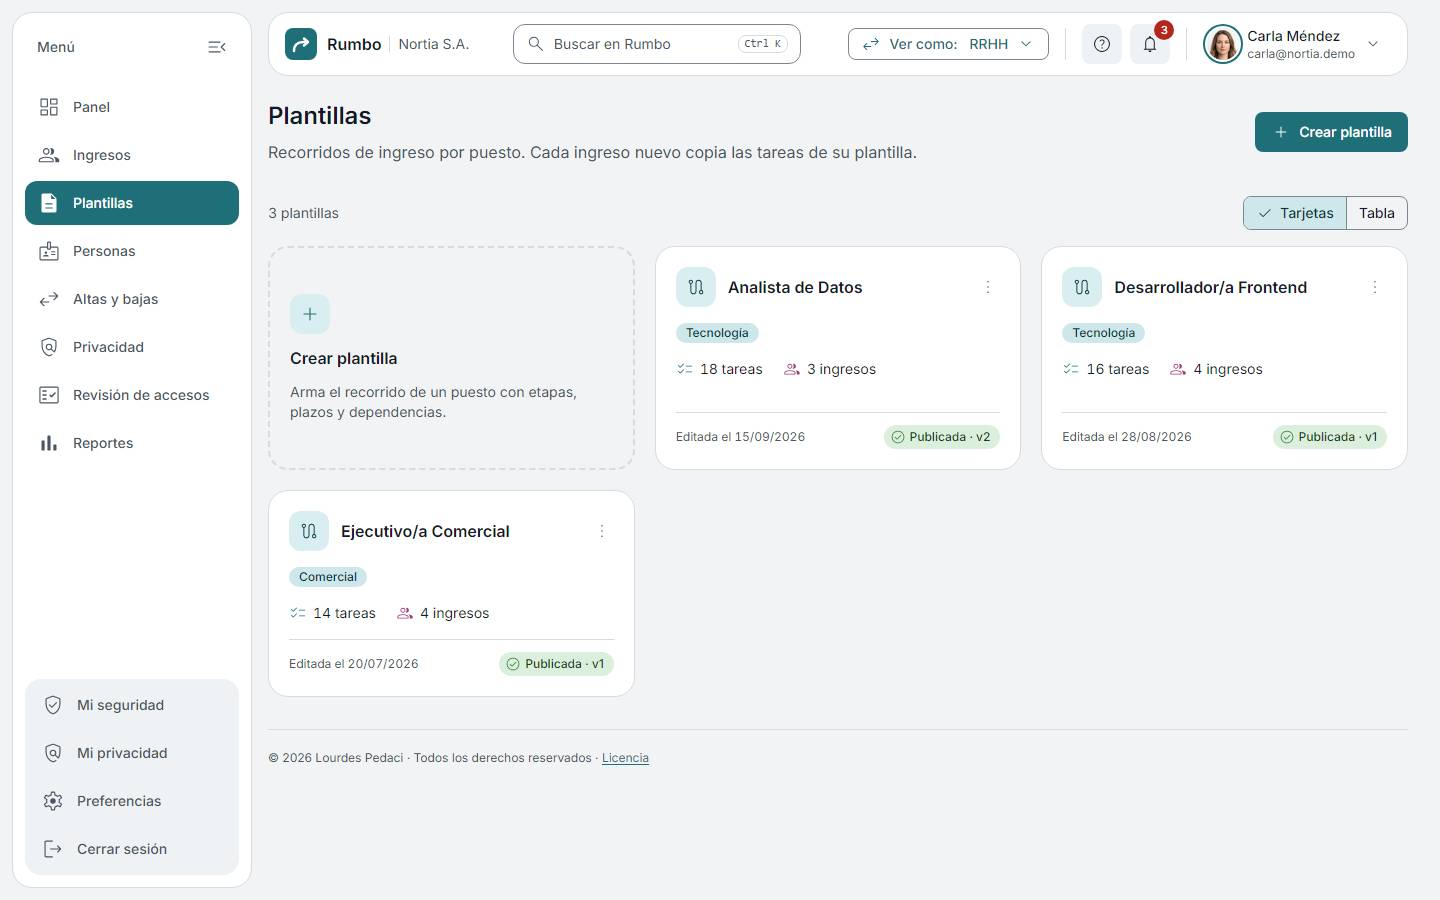 Menú
Panel
Ingresos
Plantillas
Personas
Altas y bajas
Privacidad
Revisión de accesos
Reportes
Mi seguridad
Mi privacidad
Preferencias
Cerrar sesión
Rumbo
Nortia S.A.
Buscar en Rumbo
Ctrl K
Ver como: RRHH
3
Carla Méndez
carla@nortia.demo
Plantillas
Recorridos de ingreso por puesto. Cada ingreso nuevo copia las tareas de su plantilla.
Crear plantilla
3 plantillas
Tarjetas
Tabla
Crear plantilla
Arma el recorrido de un puesto con etapas,
plazos y dependencias.
Analista de Datos
Tecnología
18 tareas
3 ingresos
Editada el 15/09/2026
Publicada · v2
Desarrollador/a Frontend
Tecnología
16 tareas
4 ingresos
Editada el 28/08/2026
Publicada · v1
Ejecutivo/a Comercial
Comercial
14 tareas
4 ingresos
Editada el 20/07/2026
Publicada · v1
© 2026 Lourdes Pedaci · Todos los derechos reservados · Licencia